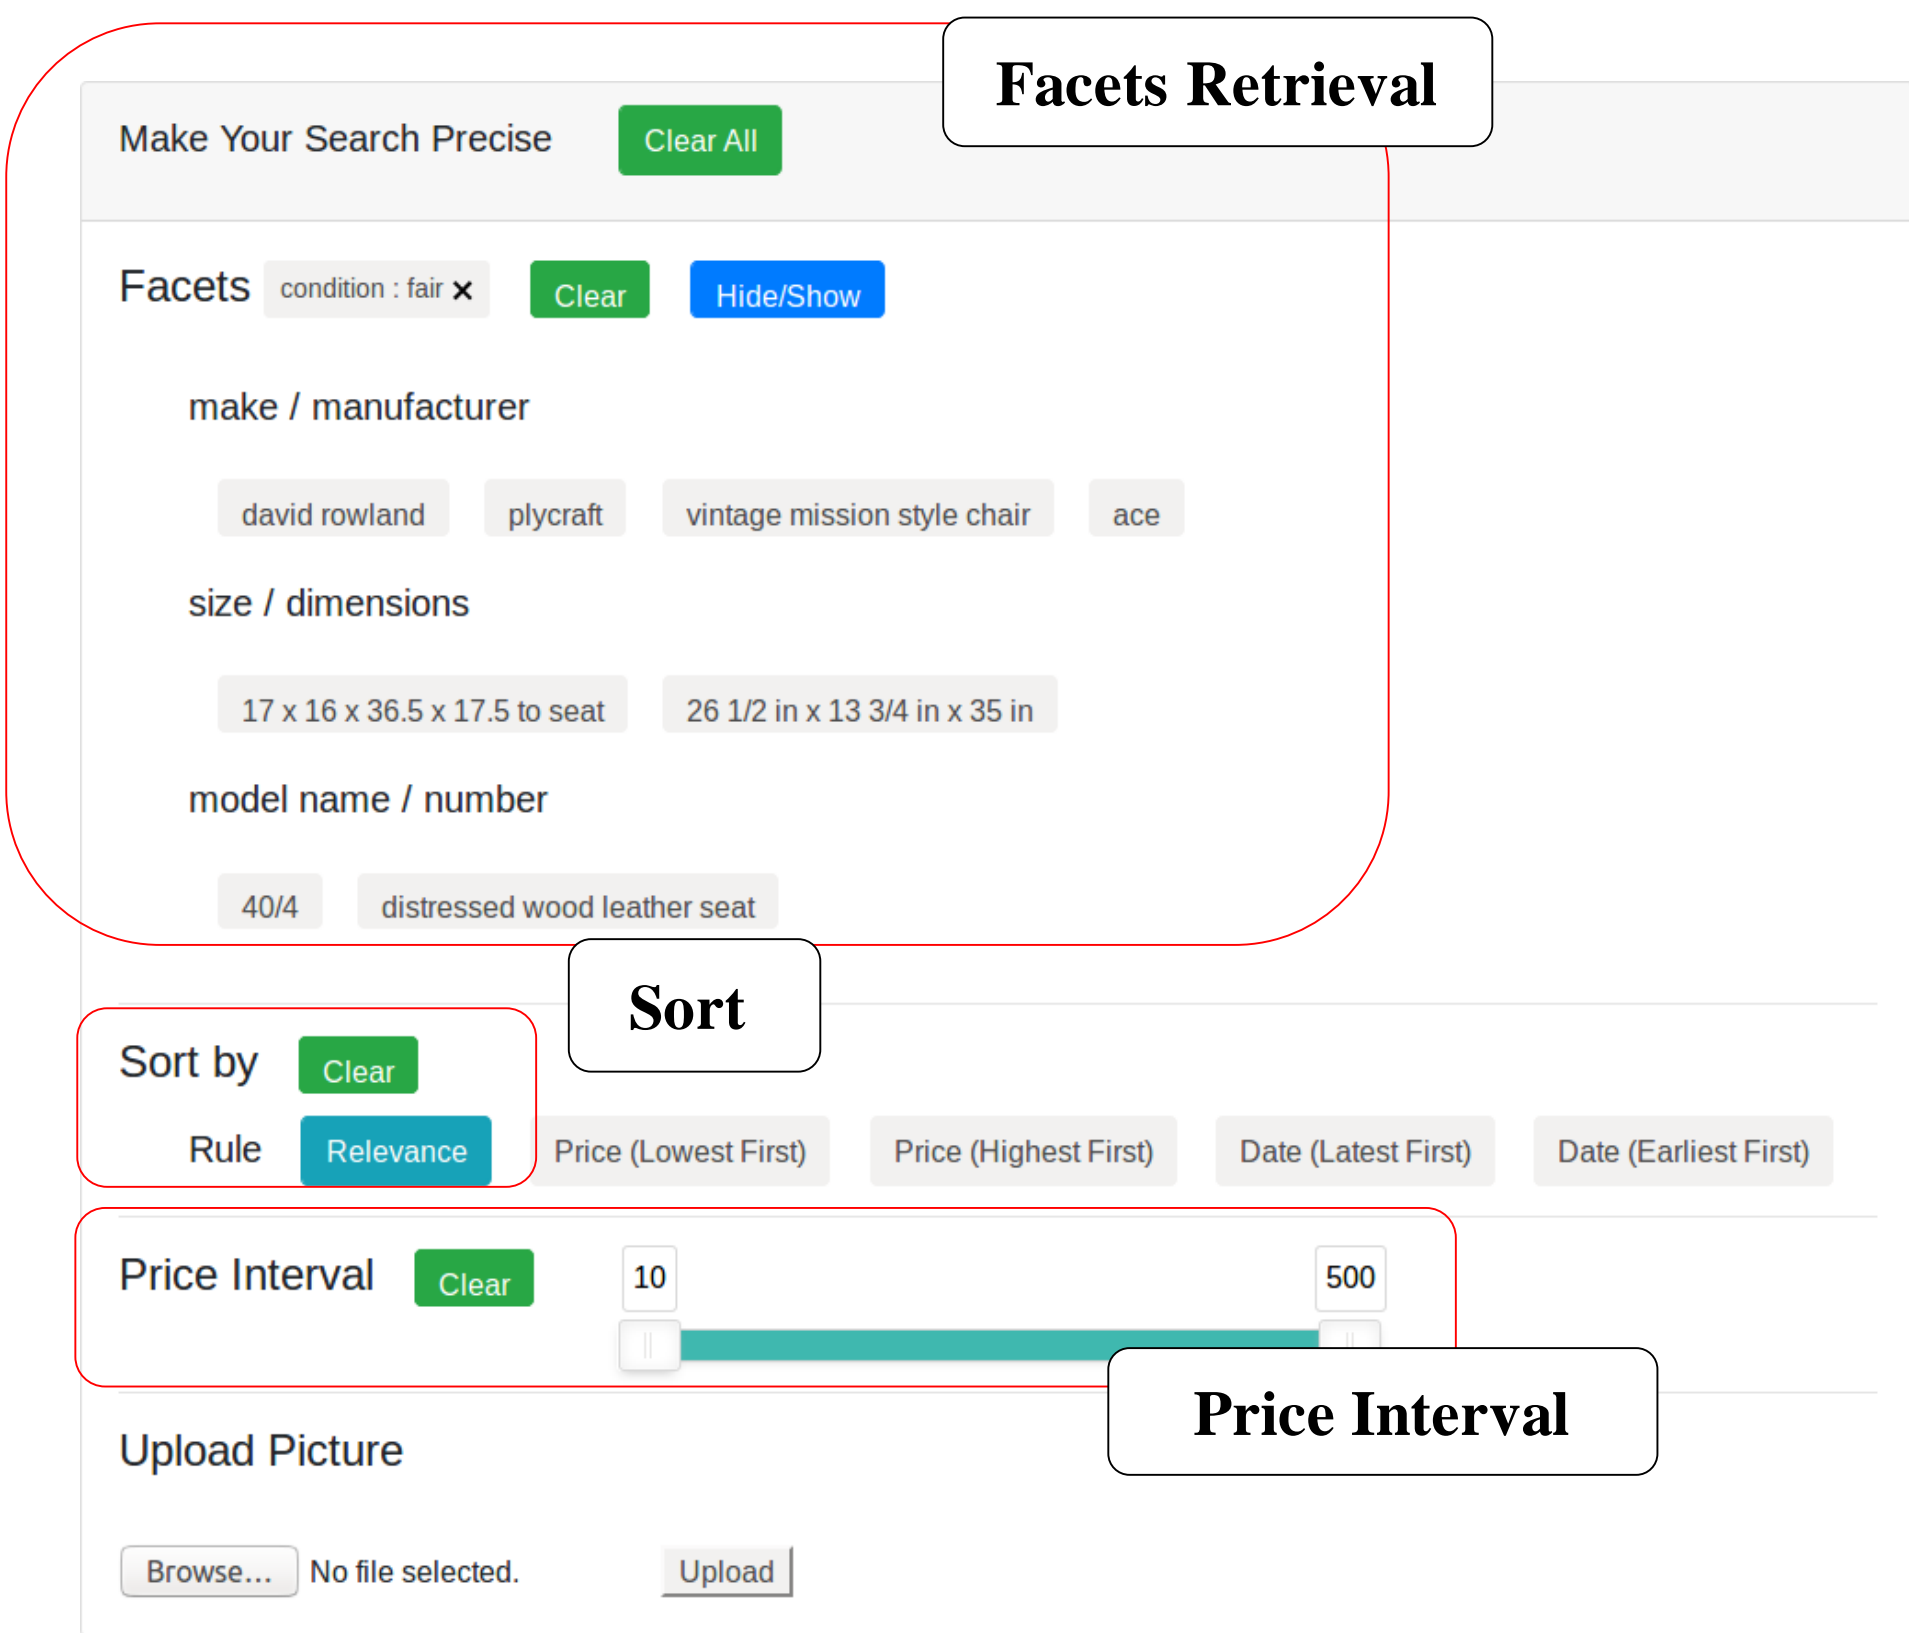 Facets Retrieval
Make Your Search Precise Clear All
Facets condition : fair × Clear Hide/Show
make / manufacturer
david rowland plycraft vintage mission style chair ace
size / dimensions
17 x 16 x 36.5 x 17.5 to seat 26 1/2 in x 13 3/4 in x 35 in
model name / number
40/4 distressed wood leather seat
Sort
Sort by Clear
Rule Relevance Price (Lowest First) Price (Highest First) Date (Latest First) Date (Earliest First)
Price Interval Clear 10 500
Price Interval
Upload Picture
Browse... No file selected. Upload